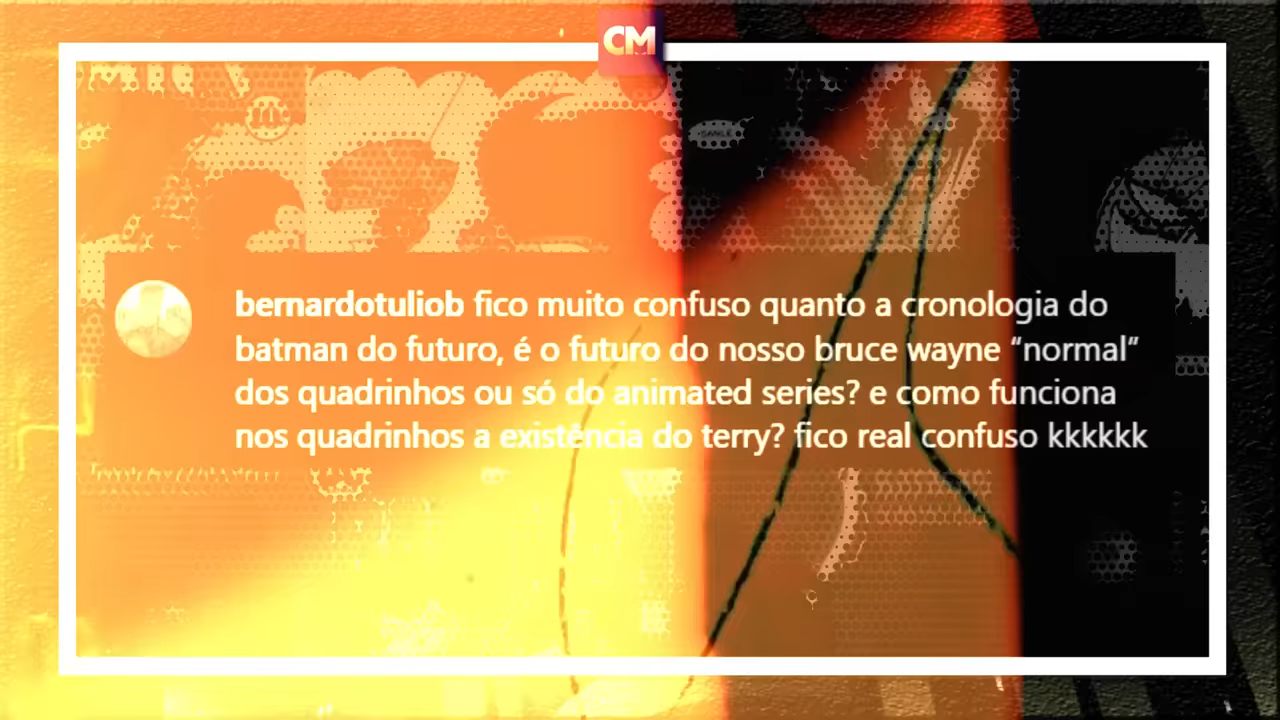 CM
bernardotuliob fico muito confuso quanto a cronologia do
batman do futuro, é o futuro do nosso bruce wayne “normal”
dos quadrinhos ou só do animated series? e como funciona
nos quadrinhos a existência do terry? fico real confuso kkkkkk